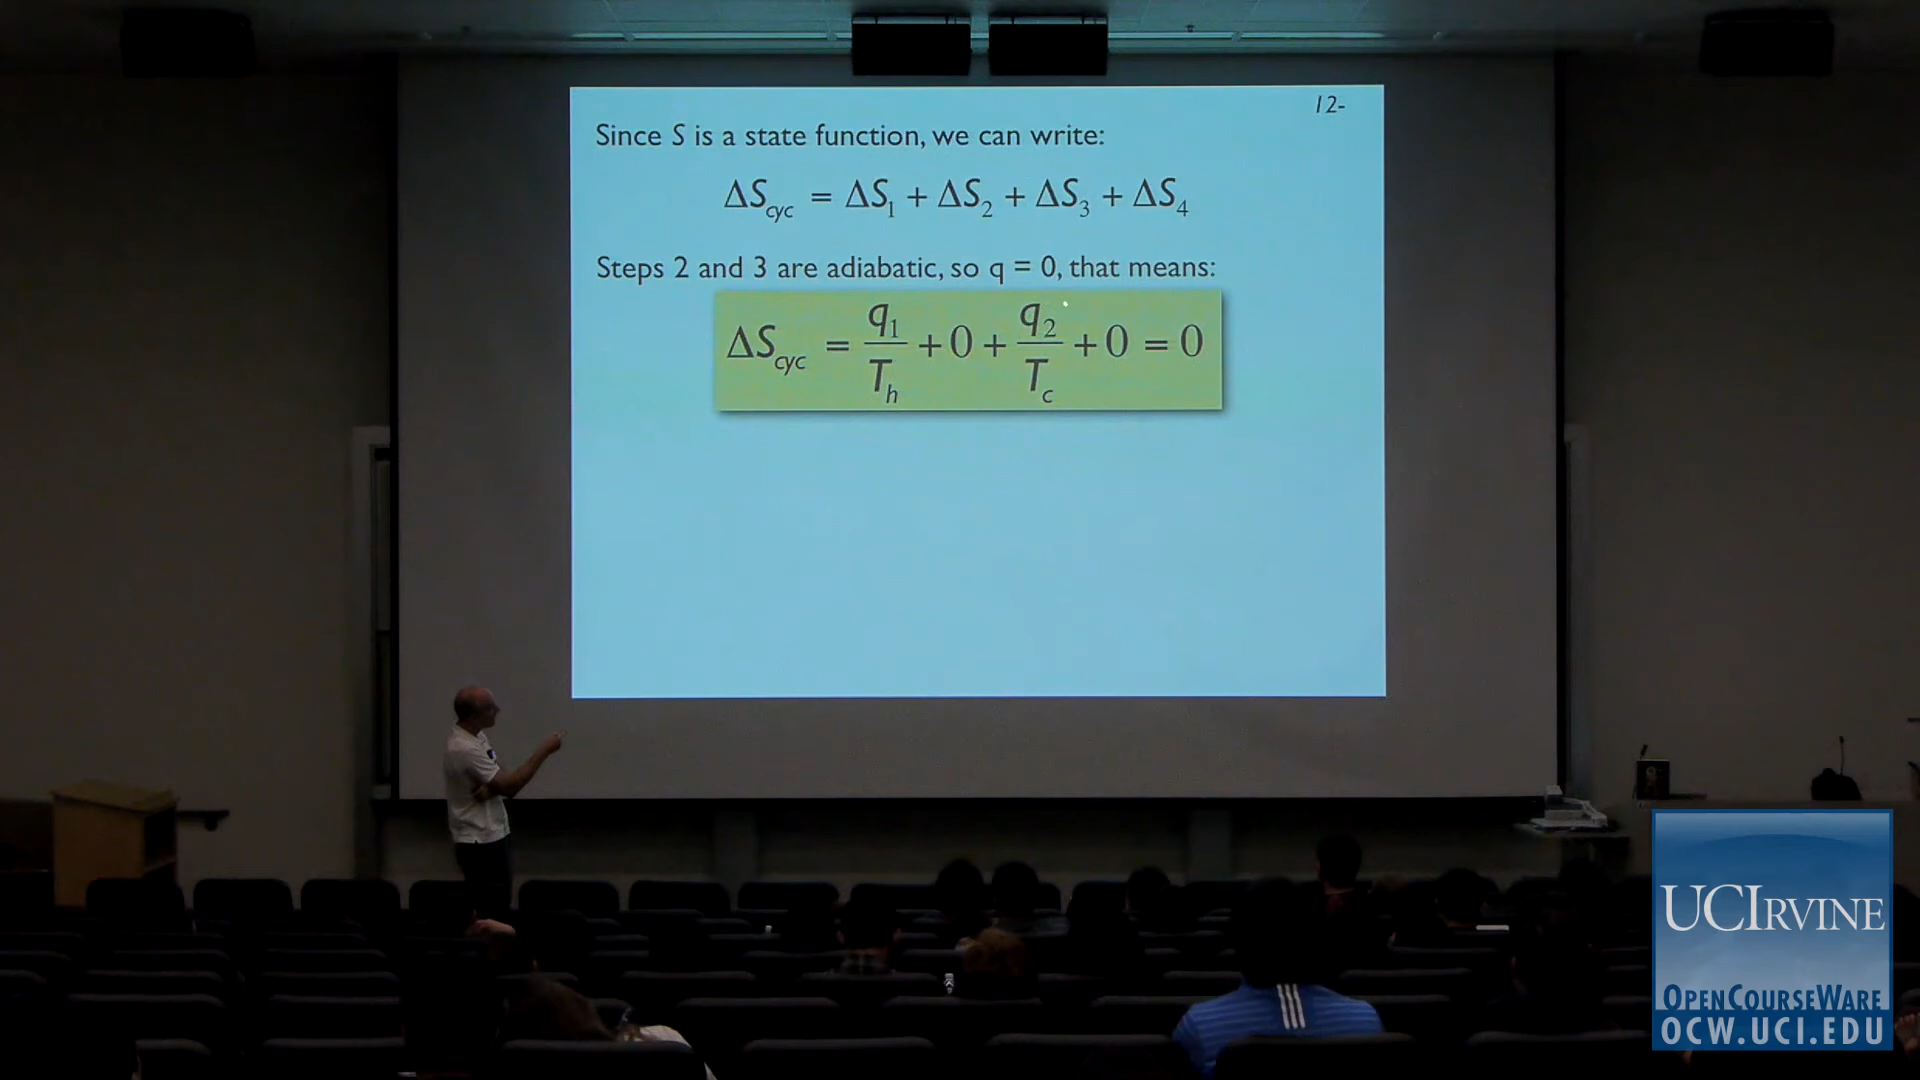 12-
Since S is a state function, we can write:
ΔS_cyc = ΔS_1 + ΔS_2 + ΔS_3 + ΔS_4
Steps 2 and 3 are adiabatic, so q = 0, that means:
ΔS_cyc = q_1/T_h + 0 + q_2/T_c + 0 = 0
UCIRVINE
OPENCOURSEWARE
OCW.UCI.EDU